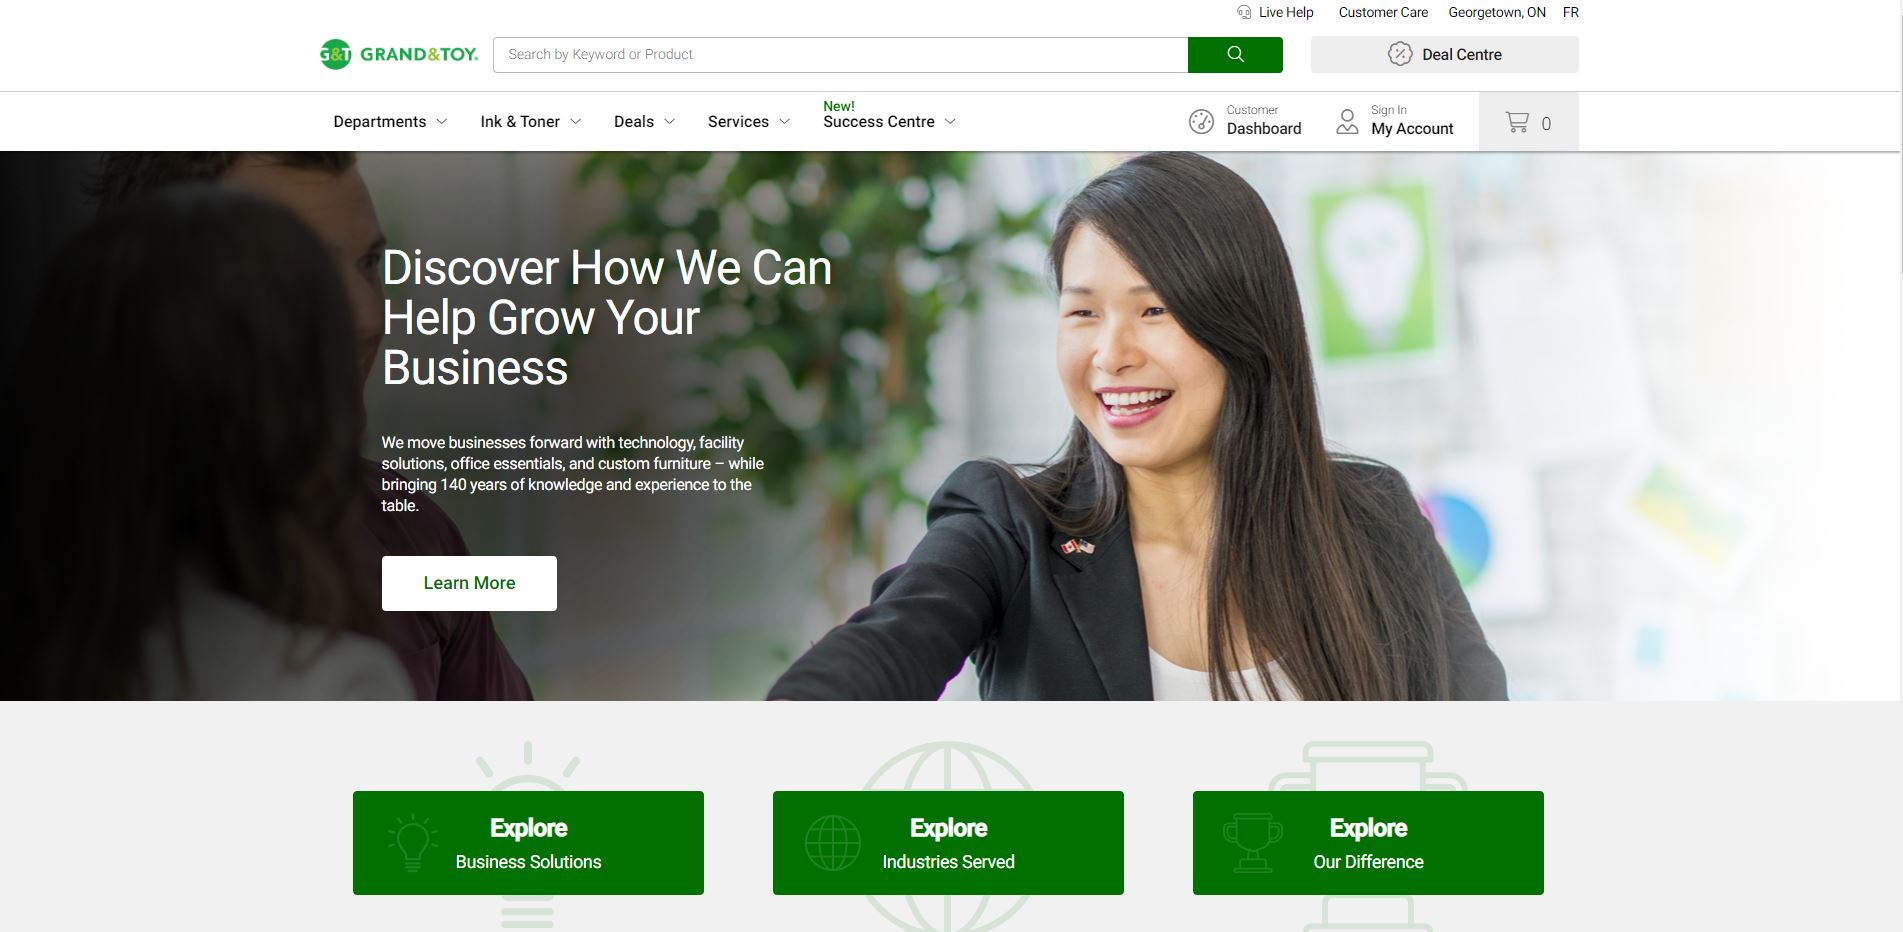 Live Help
Customer Care
Georgetown, ON
FR
G&T GRAND&TOY®
Search by Keyword or Product
Deal Centre
Departments
Ink & Toner
Deals
Services
New!
Success Centre
Customer
Dashboard
Sign In
My Account
0
Discover How We Can
Help Grow Your
Business
We move businesses forward with technology, facility
solutions, office essentials, and custom furniture – while
bringing 140 years of knowledge and experience to the
table.
Learn More
Explore
Business Solutions
Explore
Industries Served
Explore
Our Difference